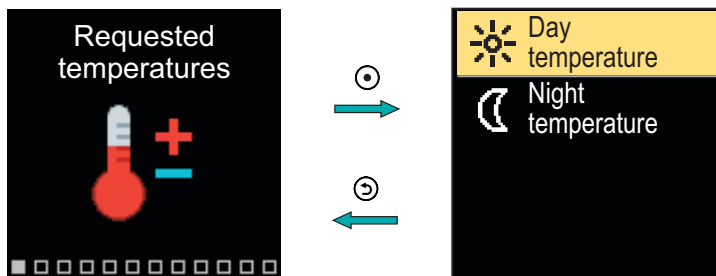 Requested
temperatures
Day
temperature
Night
temperature